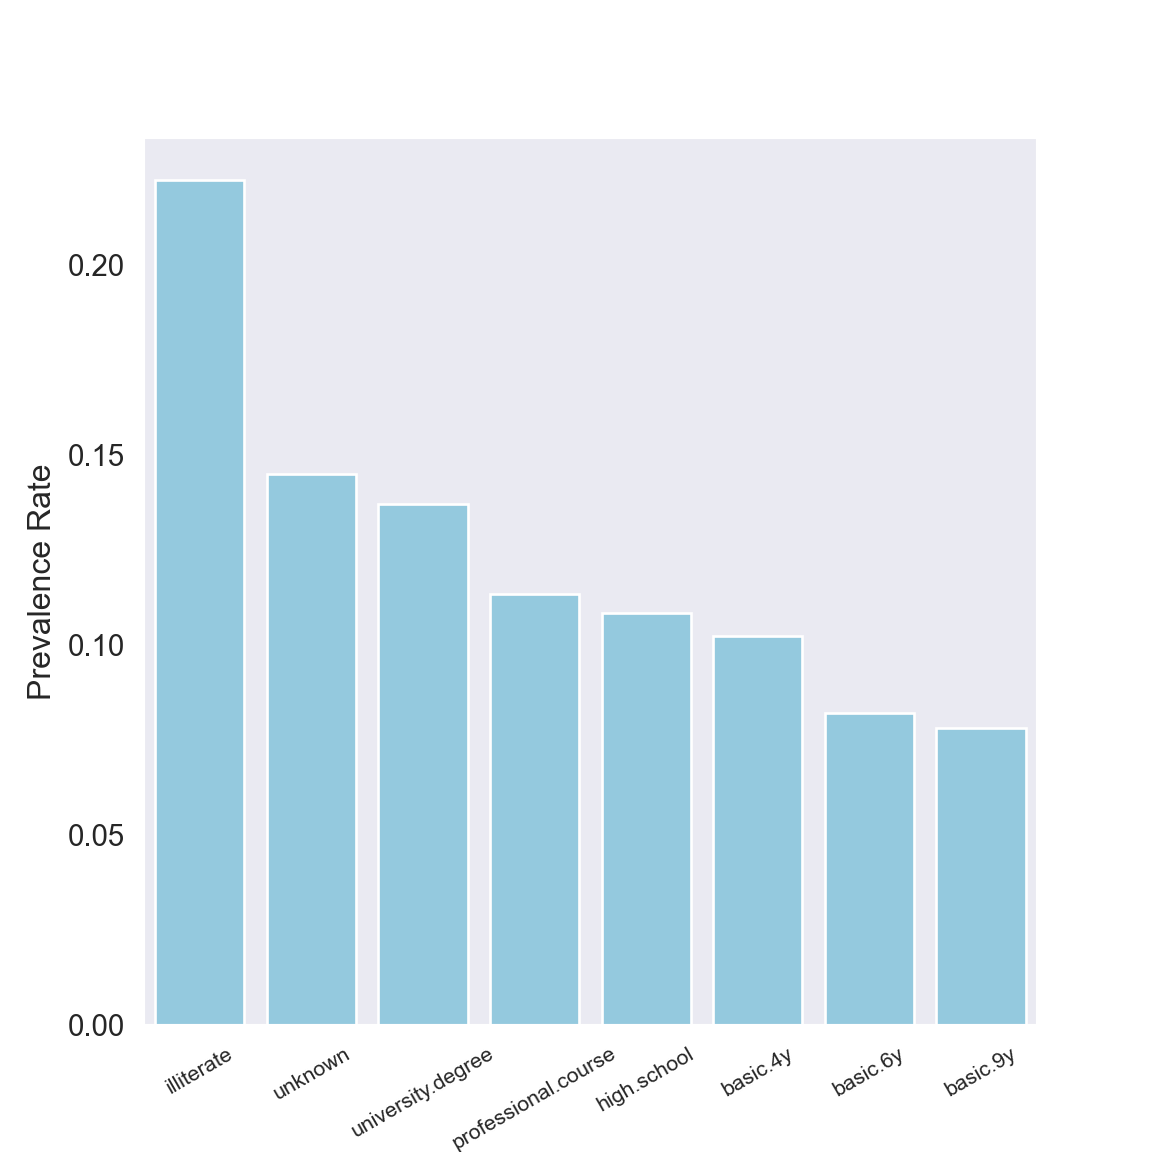 Prevalence Rate
0.20
0.15
0.10
0.05
0.00
illiterate
unknown
university.degree
professional.course
high.school
basic.4y
basic.6y
basic.9y